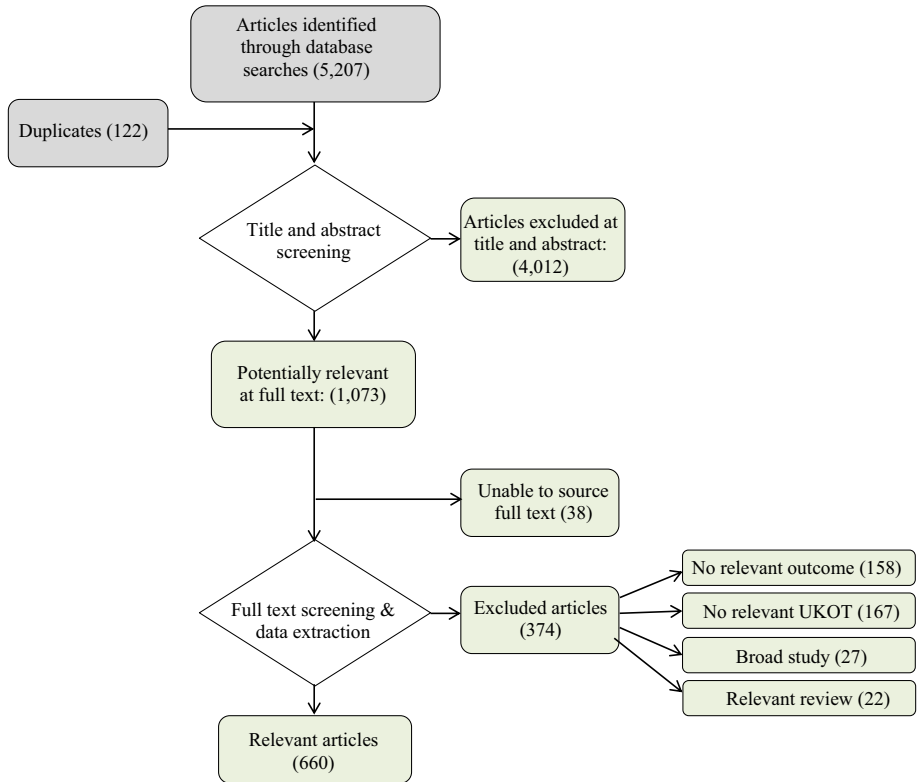 Articles identified
through database
searches (5,207)
Duplicates (122)
Title and abstract
screening
Articles excluded at
title and abstract:
(4,012)
Potentially relevant
at full text: (1,073)
Unable to source
full text (38)
Full text screening &
data extraction
Excluded articles
(374)
No relevant outcome (158)
No relevant UKOT (167)
Broad study (27)
Relevant review (22)
Relevant articles
(660)